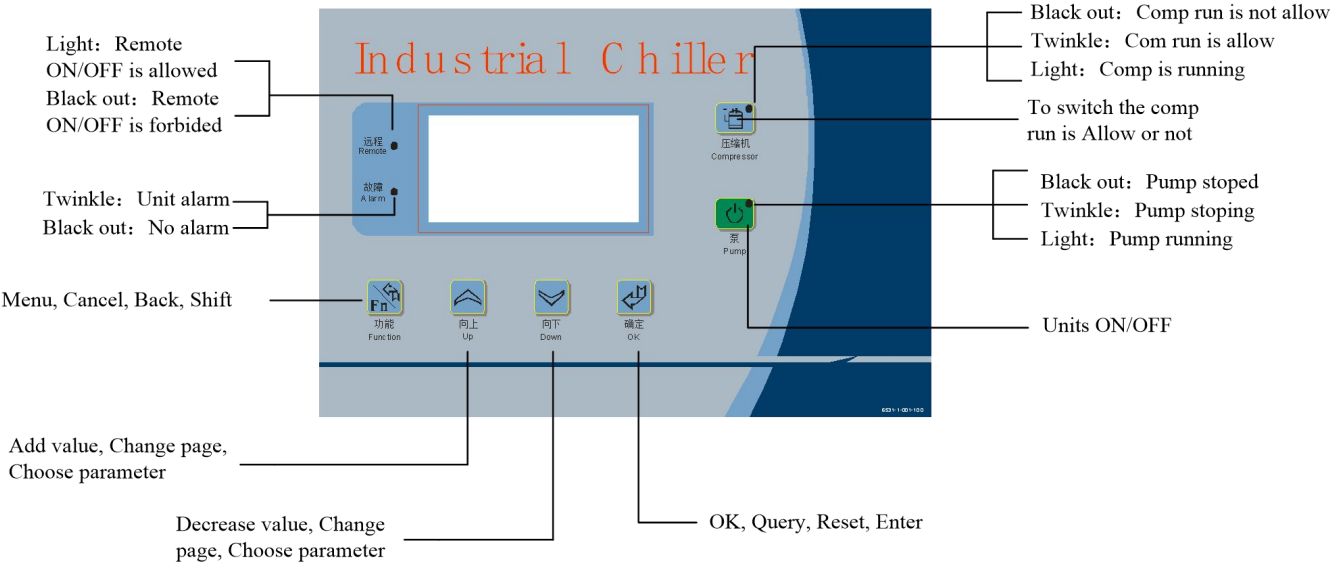 Light：Remote
ON/OFF is allowed
Black out：Remote
ON/OFF is forbided
Twinkle：Unit alarm
Black out：No alarm
Menu, Cancel, Back, Shift
Industrial Chiller
远程
Remote
故障
Alarm
压缩机
Compressor
泵
Pump
Fn
功能
Function
向上
Up
向下
Down
确定
OK
6531-1-001-100
Black out：Comp run is not allow
Twinkle：Com run is allow
Light：Comp is running
To switch the comp
run is Allow or not
Black out：Pump stoped
Twinkle：Pump stoping
Light：Pump running
Units ON/OFF
Add value, Change page,
Choose parameter
Decrease value, Change
page, Choose parameter
OK, Query, Reset, Enter